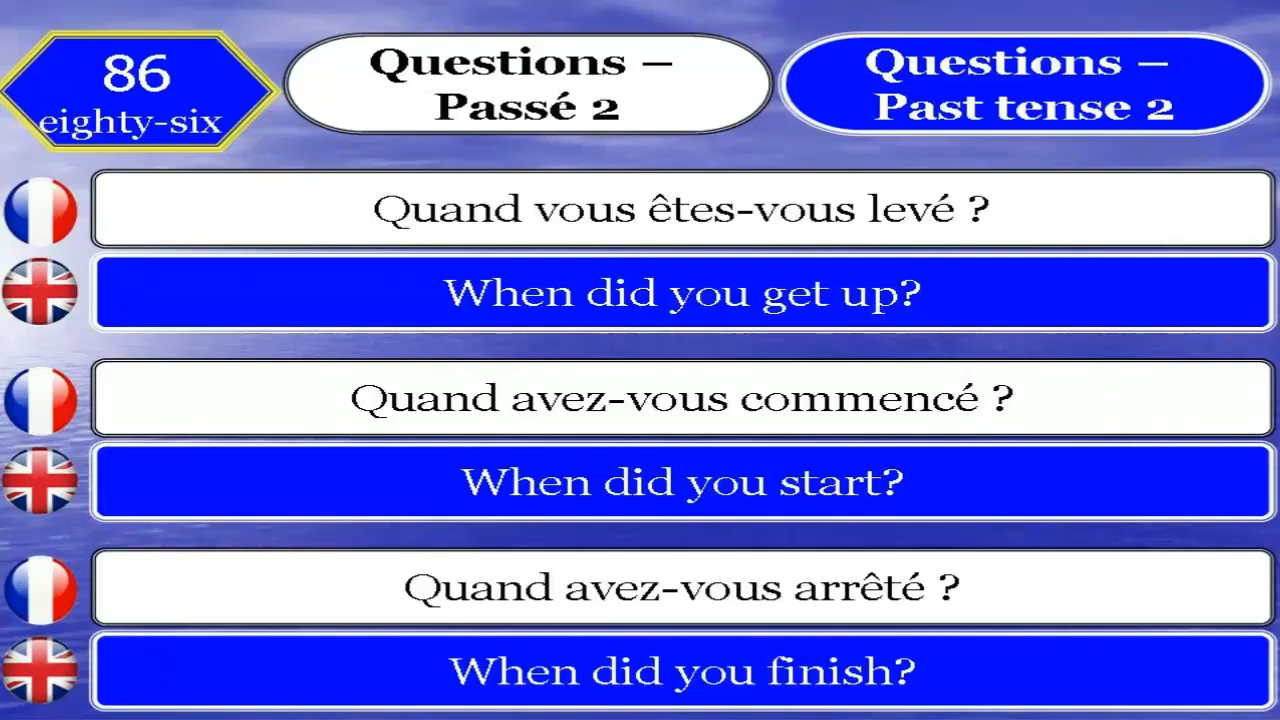 86
eighty-six
Questions –
Passé 2
Questions –
Past tense 2
Quand vous êtes-vous levé ?
When did you get up?
Quand avez-vous commencé ?
When did you start?
Quand avez-vous arrêté ?
When did you finish?